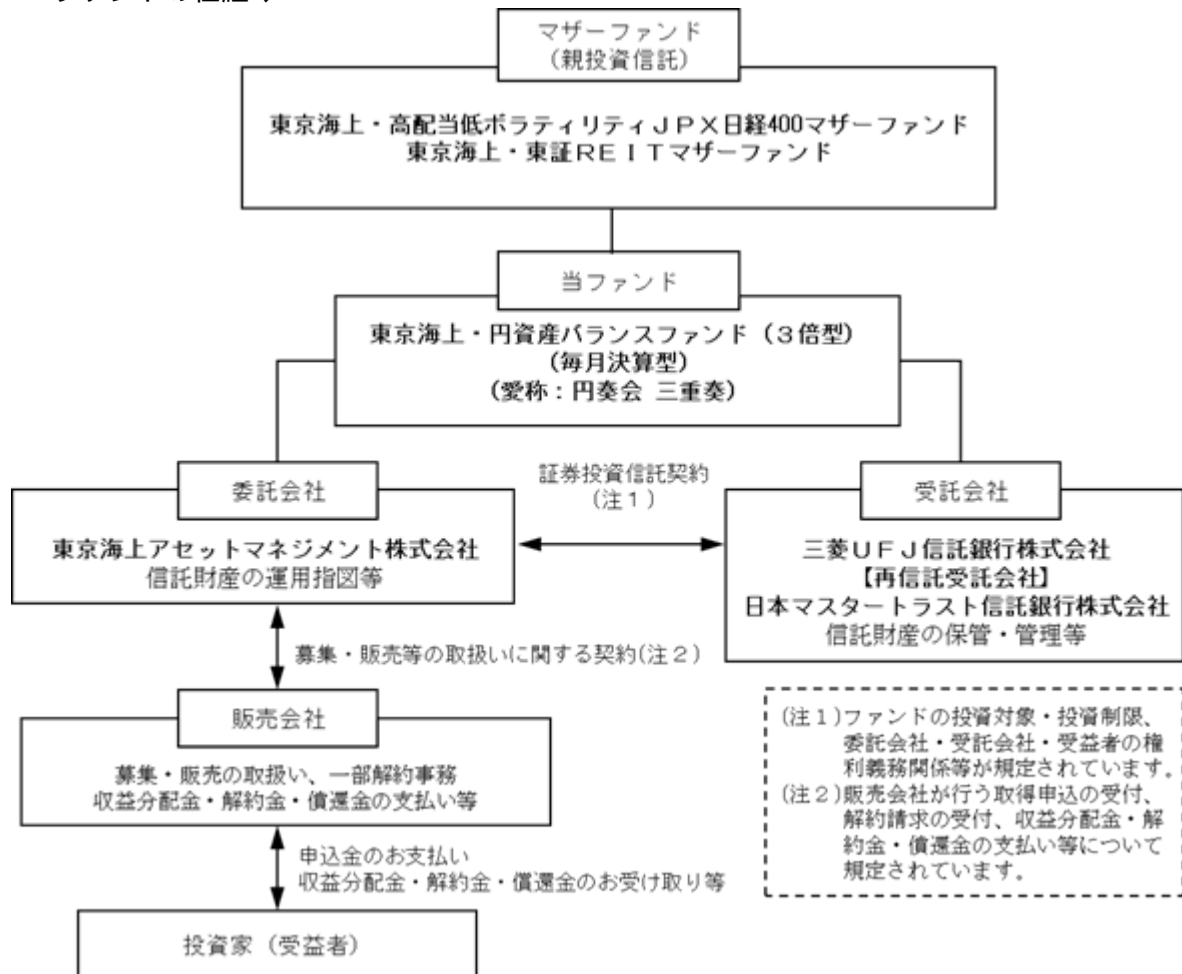 マザーファンド
(親投資信託)
東京海上・高配当低ボラティリティＪＰＸ日経400マザーファンド
東京海上・東証ＲＥＩＴマザーファンド
当ファンド
東京海上・円資産バランスファンド（３倍型）
(毎月決算型)
(愛称：円奏会 三重奏)
委託会社
東京海上アセットマネジメント株式会社
信託財産の運用指図等
証券投資信託契約
(注１)
受託会社
三菱ＵＦＪ信託銀行株式会社
【再信託受託会社】
日本マスタートラスト信託銀行株式会社
信託財産の保管・管理等
募集・販売等の取扱いに関する契約(注２)
販売会社
募集・販売の取扱い、一部解約事務
収益分配金・解約金・償還金の支払い等
申込金のお支払い
収益分配金・解約金・償還金のお受け取り等
投資家（受益者）
(注１)ファンドの投資対象・投資制限、
委託会社・受託会社・受益者の権
利義務関係等が規定されています。
(注２)販売会社が行う取得申込の受付、
解約請求の受付、収益分配金・解
約金・償還金の支払い等について
規定されています。